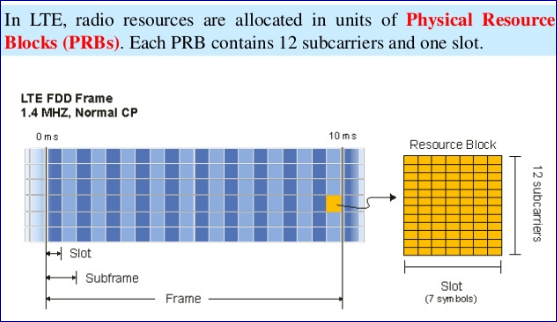 In LTE, radio resources are allocated in units of Physical Resource
Blocks (PRBs). Each PRB contains 12 subcarriers and one slot.
LTE FDD Frame
1.4 MHZ, Normal CP
0 ms
10 ms
Resource Block
12 subcarriers
Slot
Subframe
Frame
Slot
(7 symbols)